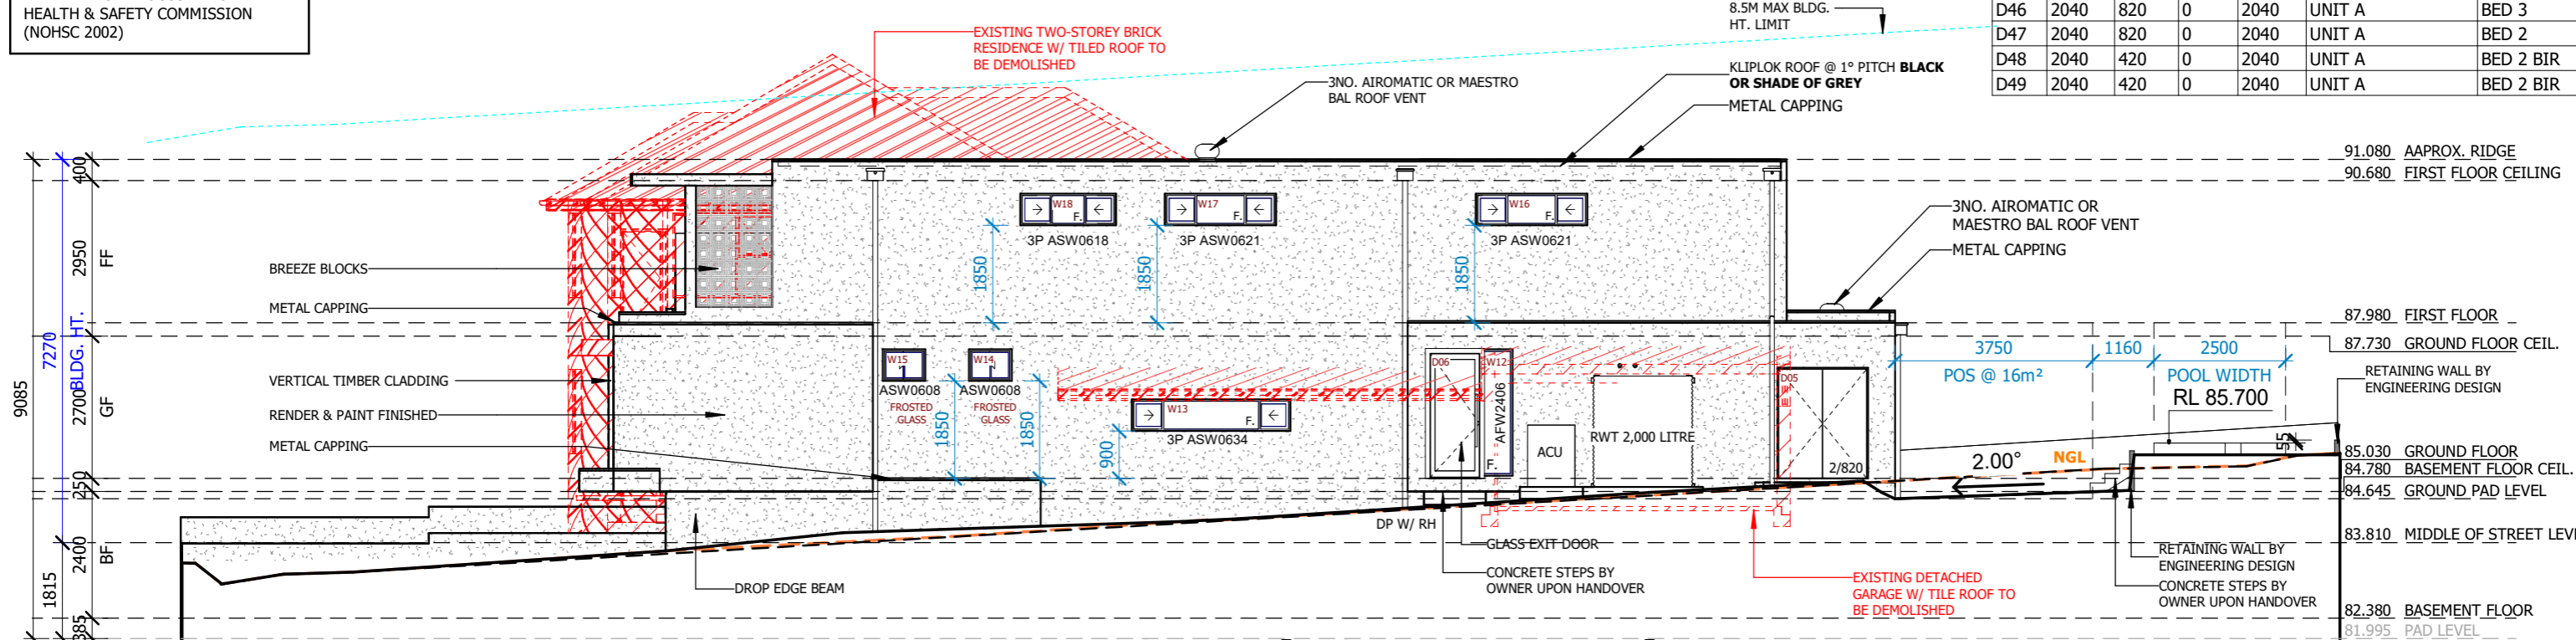 HEALTH & SAFETY COMMISSION
(NOHSC 2002)
EXISTING TWO-STOREY BRICK
RESIDENCE W/ TILED ROOF TO
BE DEMOLISHED
3NO. AIROMATIC OR MAESTRO
BAL ROOF VENT
8.5M MAX BLDG.
HT. LIMIT
KLIPLOK ROOF @ 1° PITCH BLACK
OR SHADE OF GREY
METAL CAPPING
D46 2040 820 0 2040 UNIT A BED 3
D47 2040 820 0 2040 UNIT A BED 2
D48 2040 420 0 2040 UNIT A BED 2 BIR
D49 2040 420 0 2040 UNIT A BED 2 BIR
91.080 AAPROX. RIDGE
90.680 FIRST FLOOR CEILING
3NO. AIROMATIC OR
MAESTRO BAL ROOF VENT
METAL CAPPING
87.980 FIRST FLOOR
87.730 GROUND FLOOR CEIL.
RETAINING WALL BY
ENGINEERING DESIGN
85.030 GROUND FLOOR
84.780 BASEMENT FLOOR CEIL.
84.645 GROUND PAD LEVEL
83.810 MIDDLE OF STREET LEV
82.380 BASEMENT FLOOR
81.995 PAD LEVEL
9085
1815
7270 BLDG. HT.
400
2950 FF
2700 GF
250
2400 BF
385
BREEZE BLOCKS
METAL CAPPING
VERTICAL TIMBER CLADDING
RENDER & PAINT FINISHED
METAL CAPPING
DROP EDGE BEAM
W18 F.
3P ASW0618
W17 F.
3P ASW0621
W16 F.
3P ASW0621
1850
1850
1850
W15
ASW0608
FROSTED
GLASS
W14
ASW0608
FROSTED
GLASS
1850
1850
W13 F.
3P ASW0634
900
D06
W12
AFW2406
F.
ACU
RWT 2,000 LITRE
D05
2/820
DP W/ RH
GLASS EXIT DOOR
CONCRETE STEPS BY
OWNER UPON HANDOVER
EXISTING DETACHED
GARAGE W/ TILE ROOF TO
BE DEMOLISHED
3750
POS @ 16m²
1160
2500
POOL WIDTH
RL 85.700
55
2.00°
NGL
RETAINING WALL BY
ENGINEERING DESIGN
CONCRETE STEPS BY
OWNER UPON HANDOVER